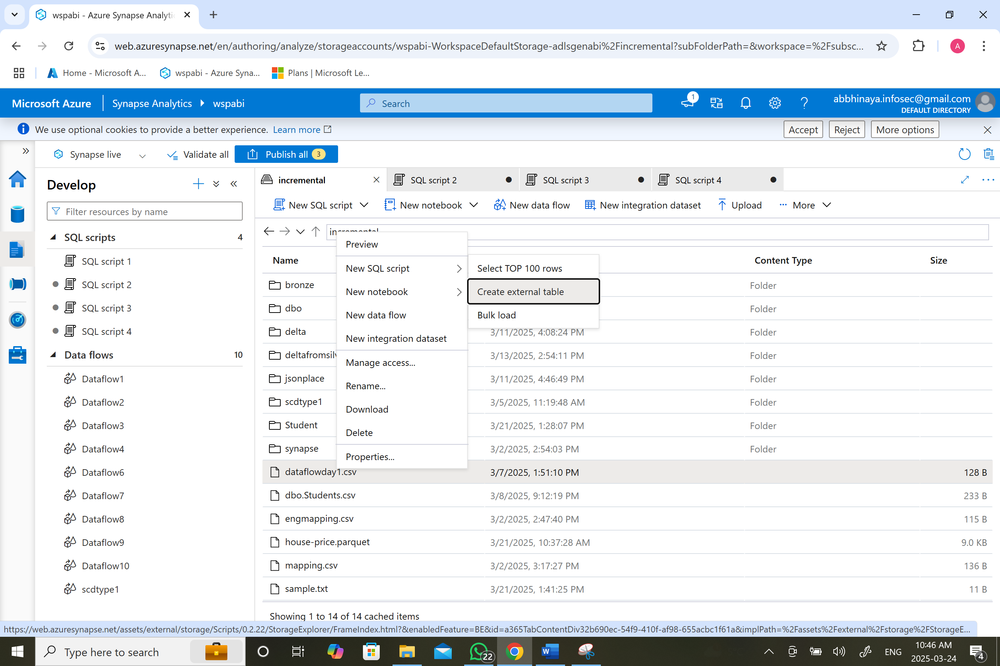 wspabi - Azure Synapse Analytic
web.azuresynapse.net/en/authoring/analyze/storageaccounts/wspabi-WorkspaceDefaultStorage-adlsgenabi%2Fincremental?subFolderPath=&workspace=%2Fsubsc...
A
Home - Microsoft A...
wspabi - Azure Syna...
Plans | Microsoft Le...
Microsoft Azure
Synapse Analytics
wspabi
Search
1
abbhinaya.infosec@gmail.com
DEFAULT DIRECTORY
We use optional cookies to provide a better experience. Learn more
Accept
Reject
More options
Synapse live
Validate all
Publish all 3
Develop
Filter resources by name
SQL scripts 4
SQL script 1
SQL script 2
SQL script 3
SQL script 4
Data flows 10
Dataflow1
Dataflow2
Dataflow3
Dataflow4
Dataflow6
Dataflow7
Dataflow8
Dataflow9
Dataflow10
scdtype1
incremental
SQL script 2
SQL script 3
SQL script 4
New SQL script
New notebook
New data flow
New integration dataset
Upload
More
incremental
Name Content Type Size
bronze Folder
dbo Folder
delta 3/11/2025, 4:08:24 PM Folder
deltafromsilv 3/13/2025, 2:54:11 PM Folder
jsonplace 3/11/2025, 4:46:49 PM Folder
scdtype1 3/5/2025, 11:19:48 AM Folder
Student 3/21/2025, 1:28:07 PM Folder
synapse 3/2/2025, 2:54:03 PM Folder
dataflowday1.csv 3/7/2025, 1:51:10 PM 128 B
dbo.Students.csv 3/8/2025, 9:12:19 PM 233 B
engmapping.csv 3/2/2025, 2:47:40 PM 115 B
house-price.parquet 3/21/2025, 10:37:28 AM 9.0 KB
mapping.csv 3/2/2025, 3:17:27 PM 136 B
sample.txt 3/21/2025, 1:41:25 PM 11 B
Showing 1 to 14 of 14 cached items
Preview
New SQL script
New notebook
New data flow
New integration dataset
Manage access...
Rename...
Download
Delete
Properties...
Select TOP 100 rows
Create external table
Bulk load
https://web.azuresynapse.net/assets/external/storage/Scripts/0.2.22/StorageExplorer/FrameIndex.html?&enabledFeature=BE&id=a365TabContentDiv32b690ec-54f9-410f-af98-655acbc1f61a&implPath=%2Fassets%2Fexternal%2Fstorage%2FStorageE...
Type here to search
22
W
ENG
10:46 AM
2025-03-24
4